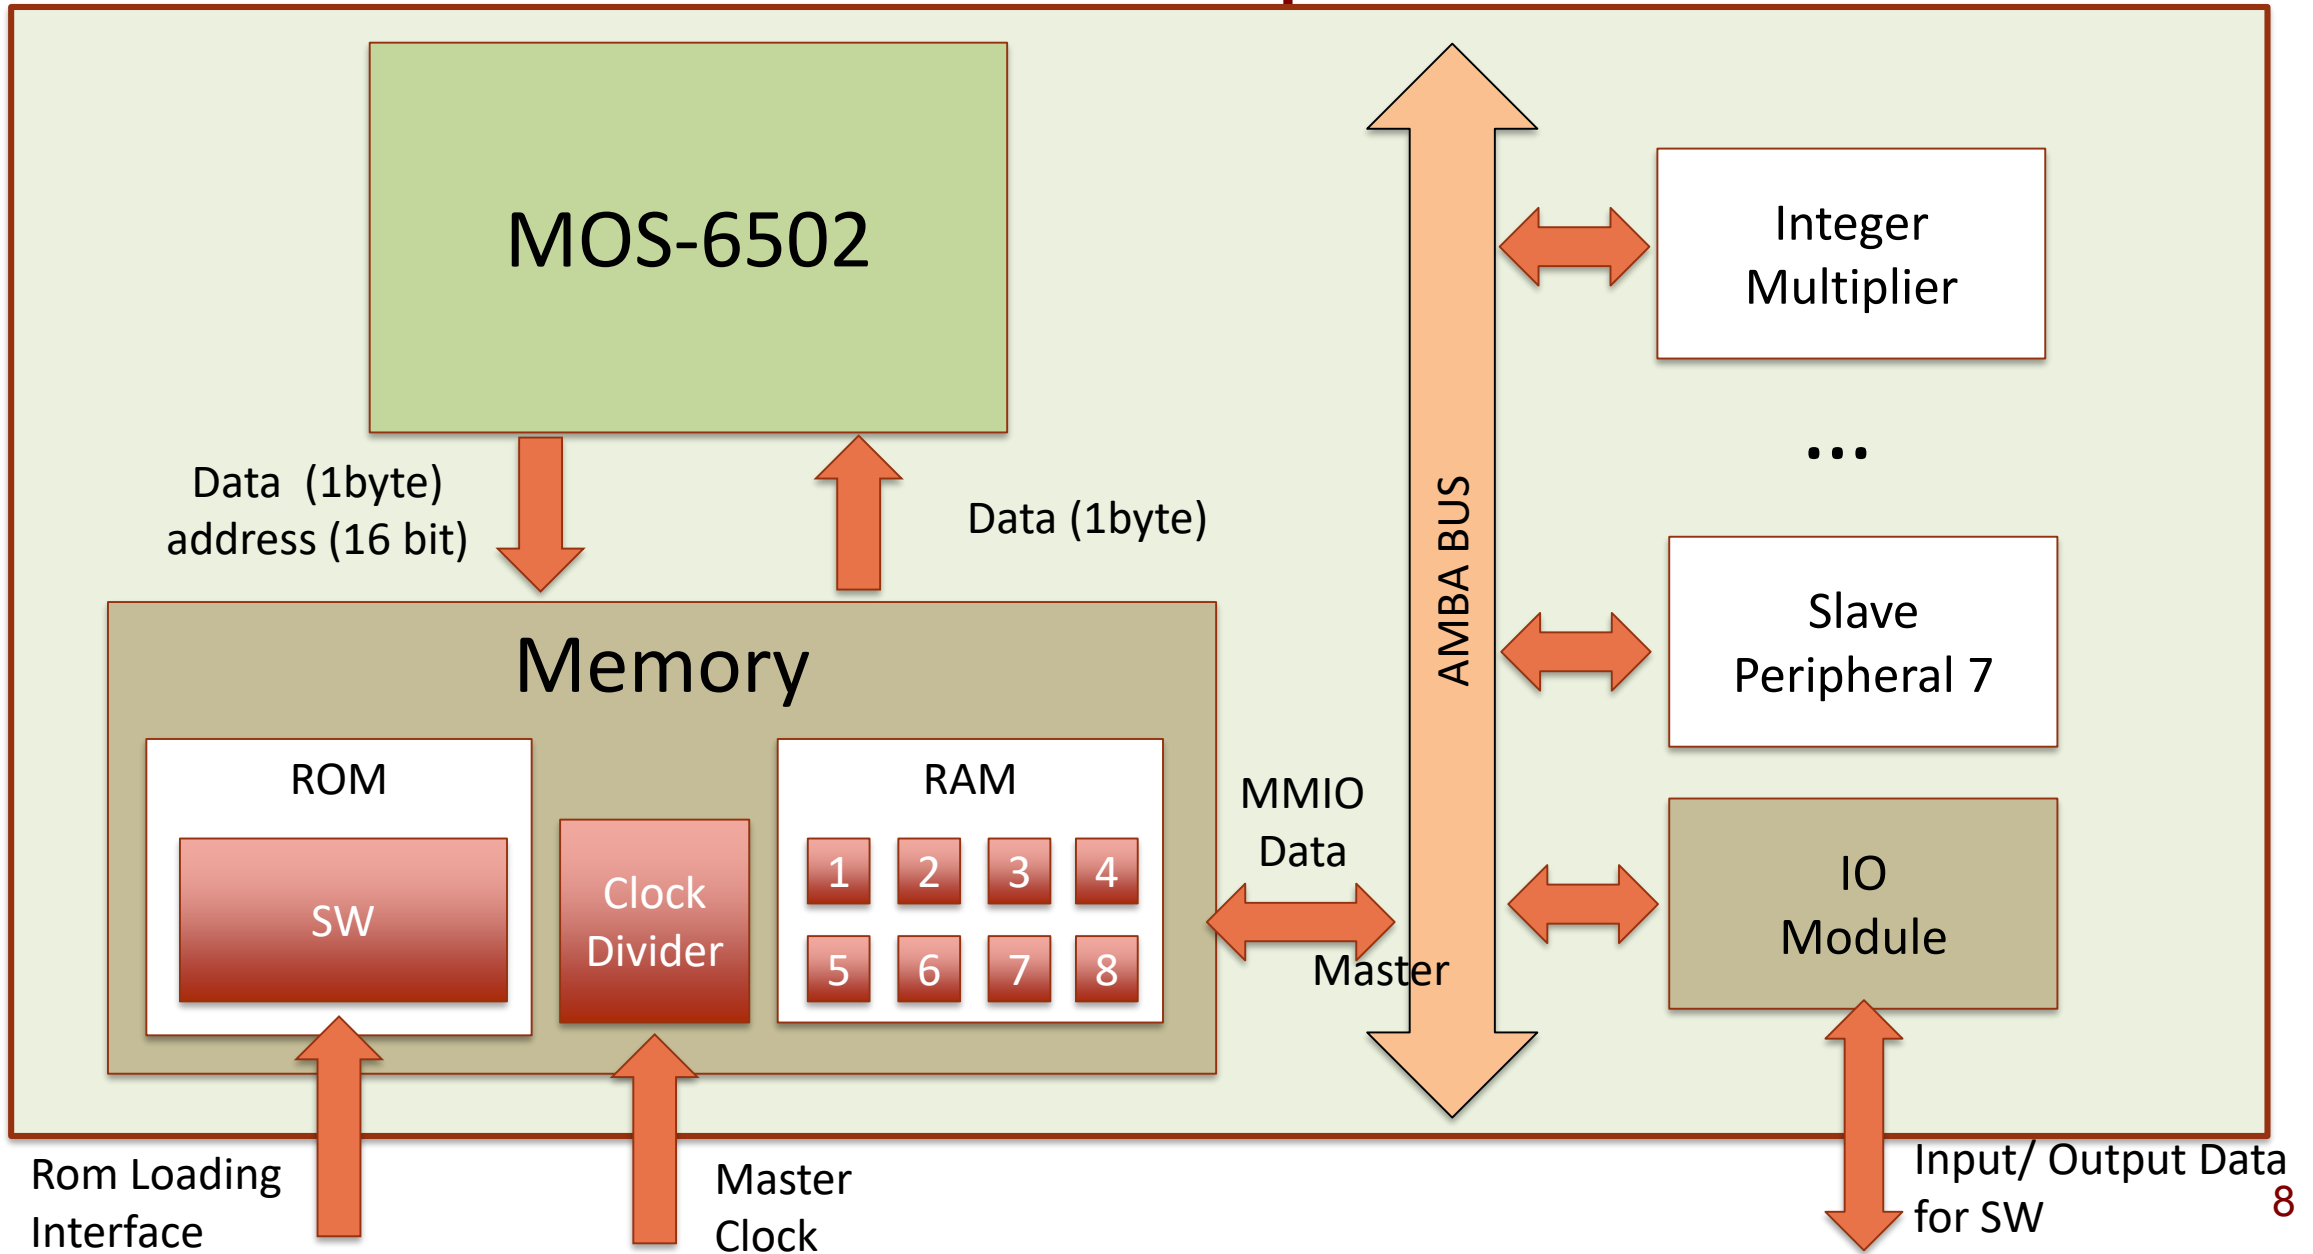 MOS-6502
Data  (1byte)
address (16 bit)
Data (1byte)
Memory
ROM
SW
Clock
Divider
RAM
1
2
3
4
5
6
7
8
MMIO
Data
Master
AMBA BUS
Integer
Multiplier
...
Slave
Peripheral 7
IO
Module
Rom Loading
Interface
Master
Clock
Input/ Output Data
for SW
8